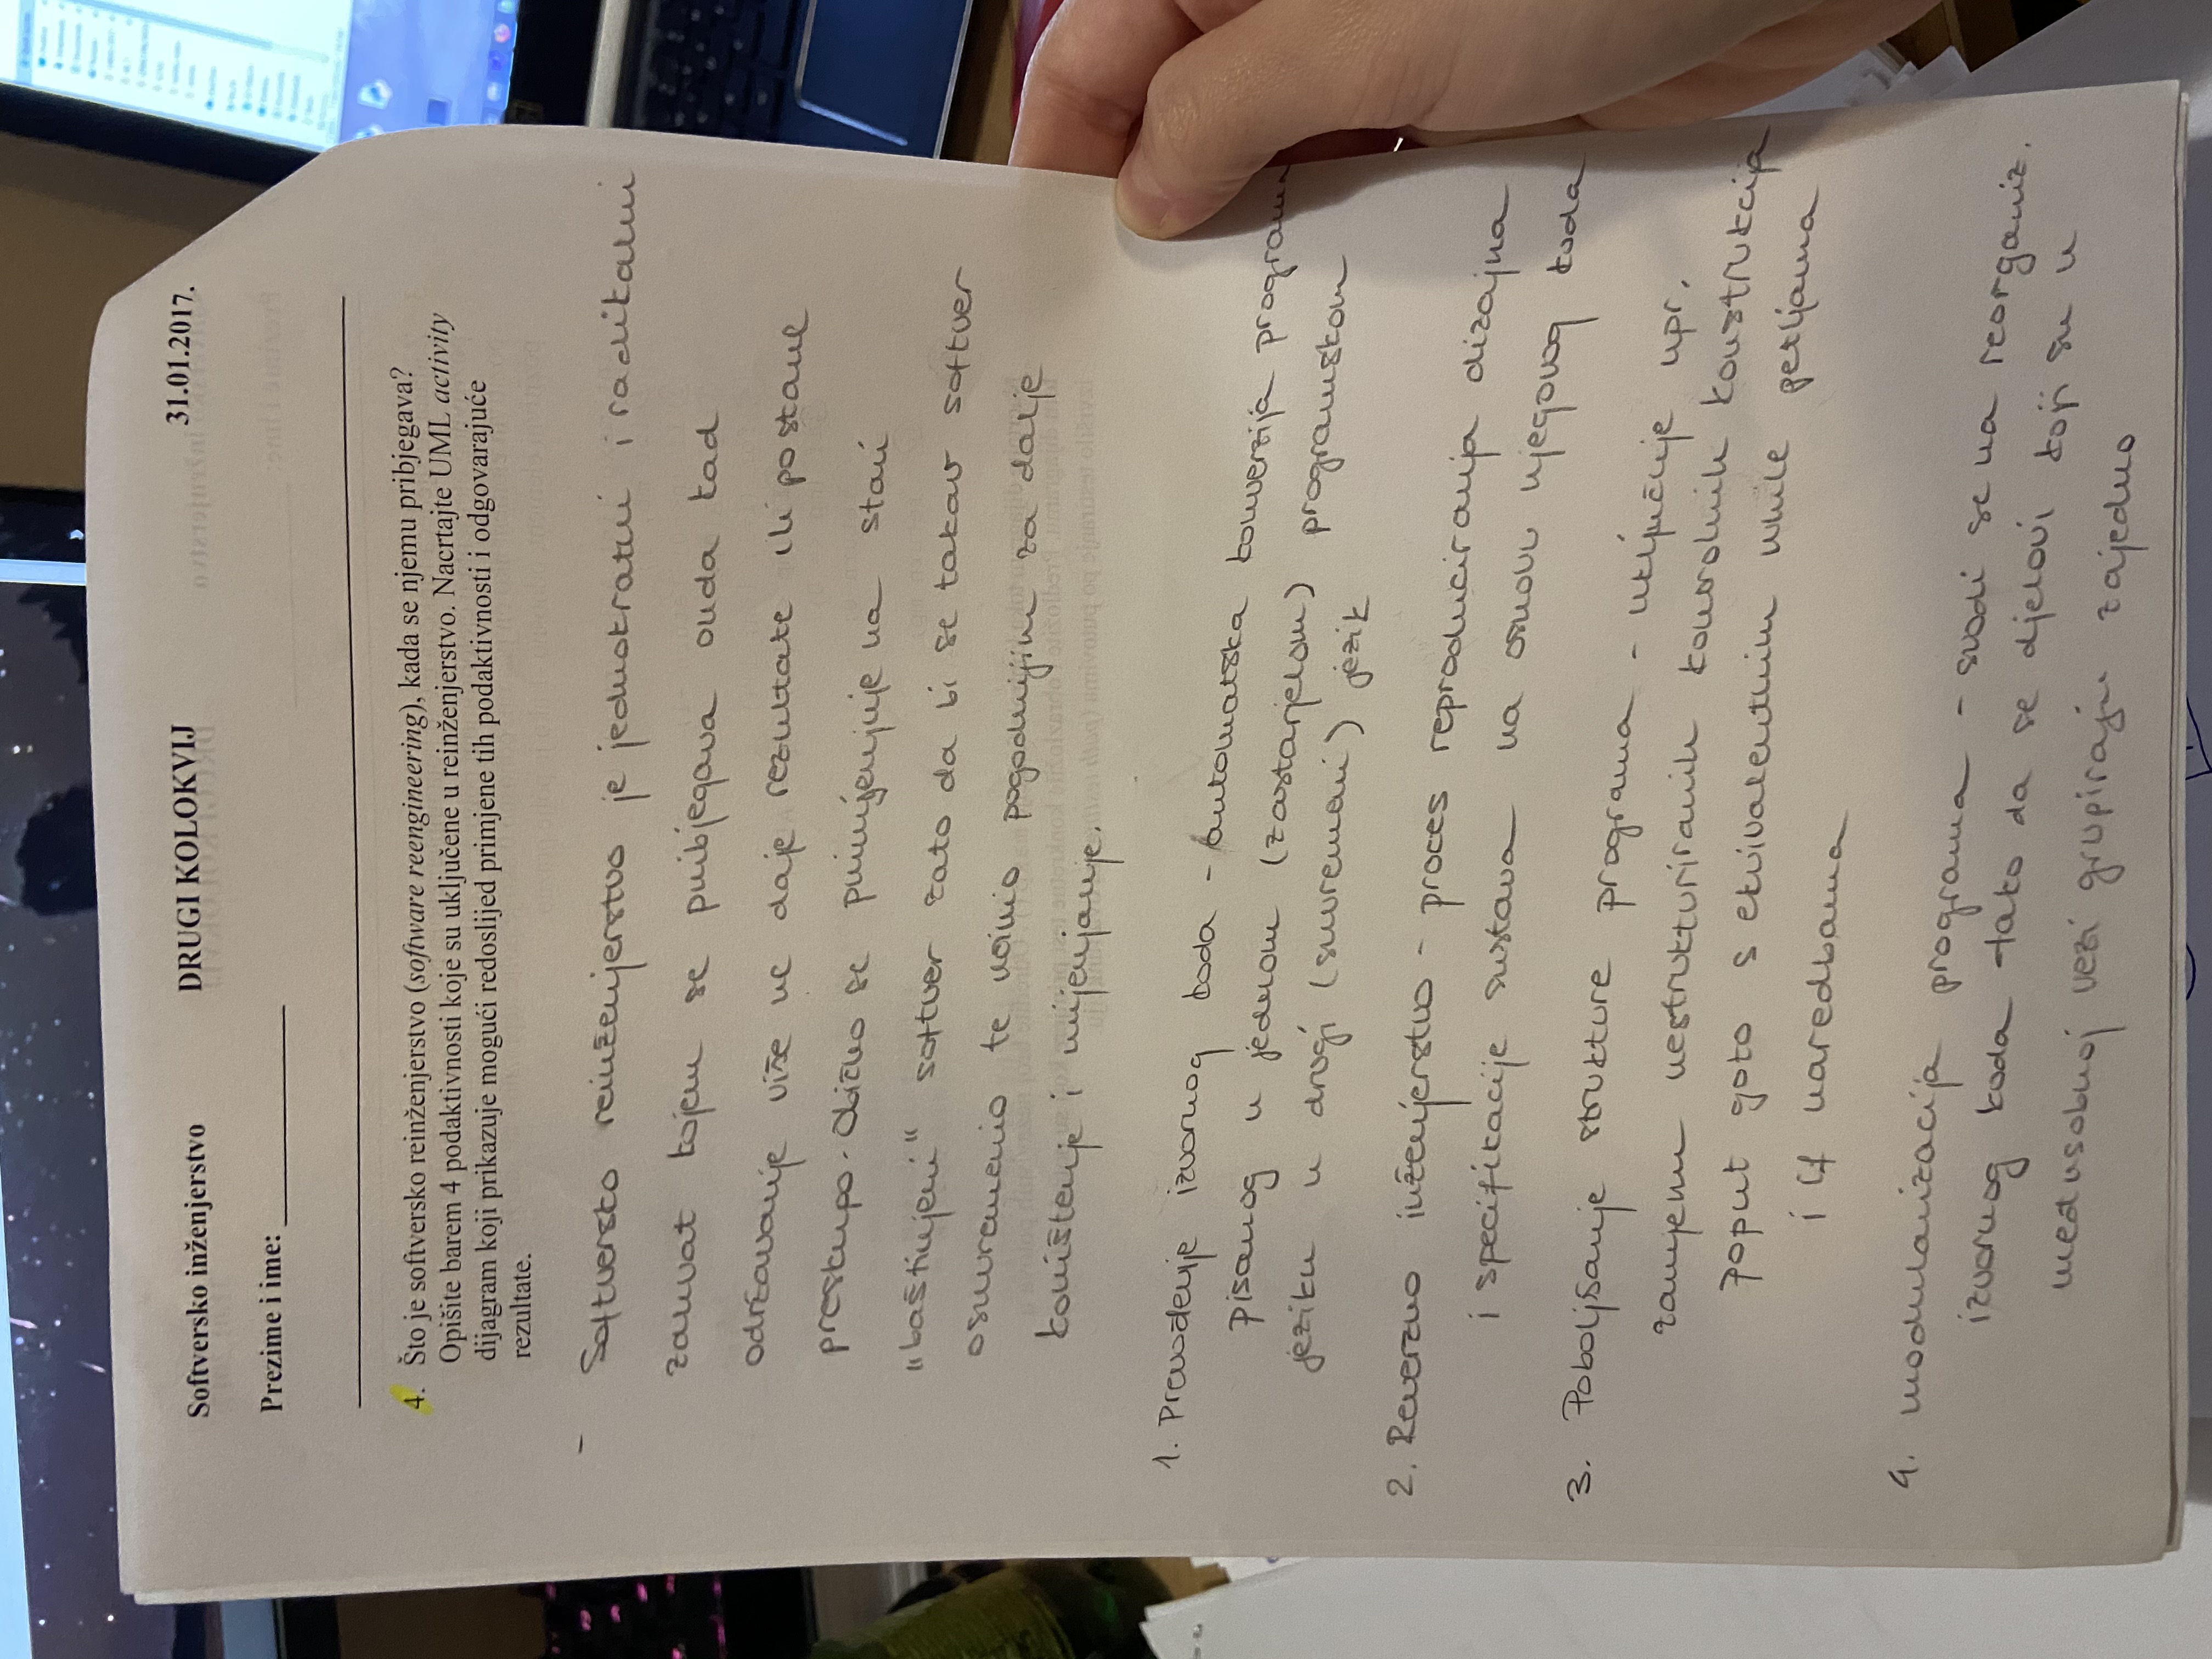 Softversko inženjerstvo DRUGI KOLOKVIJ 31.01.2017.
Prezime i ime: ____________
4. Što je softversko reinženjerstvo (software reengineering), kada se njemu pribjegava?
Opišite barem 4 podaktivnosti koje su uključene u reinženjerstvo. Nacrtajte UML activity
dijagram koji prikazuje mogući redoslijed primjene tih podaktivnosti i odgovarajuće
rezultate.
- Softversko reinženjerstvo je jednokratni i radikalni
zahvat kojem se pribjegava onda kad
održavanje više ne daje rezultate ili postane
preskupo. Obično se primjenjuje na stari
"baštinjeni" softver zato da bi se takav softver
osuvremenio te učinio pogodnijim za dalje
korištenje i mijenjanje.
1. Prevođenje izvornog koda - automatska konverzija programa
pisanog u jednom (zastarjelom) programskom
jeziku u drugi (suvremeni) jezik
2. Reverzno inženjerstvo - proces reproduciranja dizajna
i specifikacije sustava na osnovu njegovog koda
3. Poboljšanje strukture programa - uključuje npr.
zamjenu nestrukturiranih kontrolnih konstrukcija
poput goto s ekvivalentnim while petljama
i if naredbama
4. modularizacija programa - svodi se na reorganiz.
izvornog koda tako da se djelovi koji su u
međusobnoj vezi grupiraju zajedno